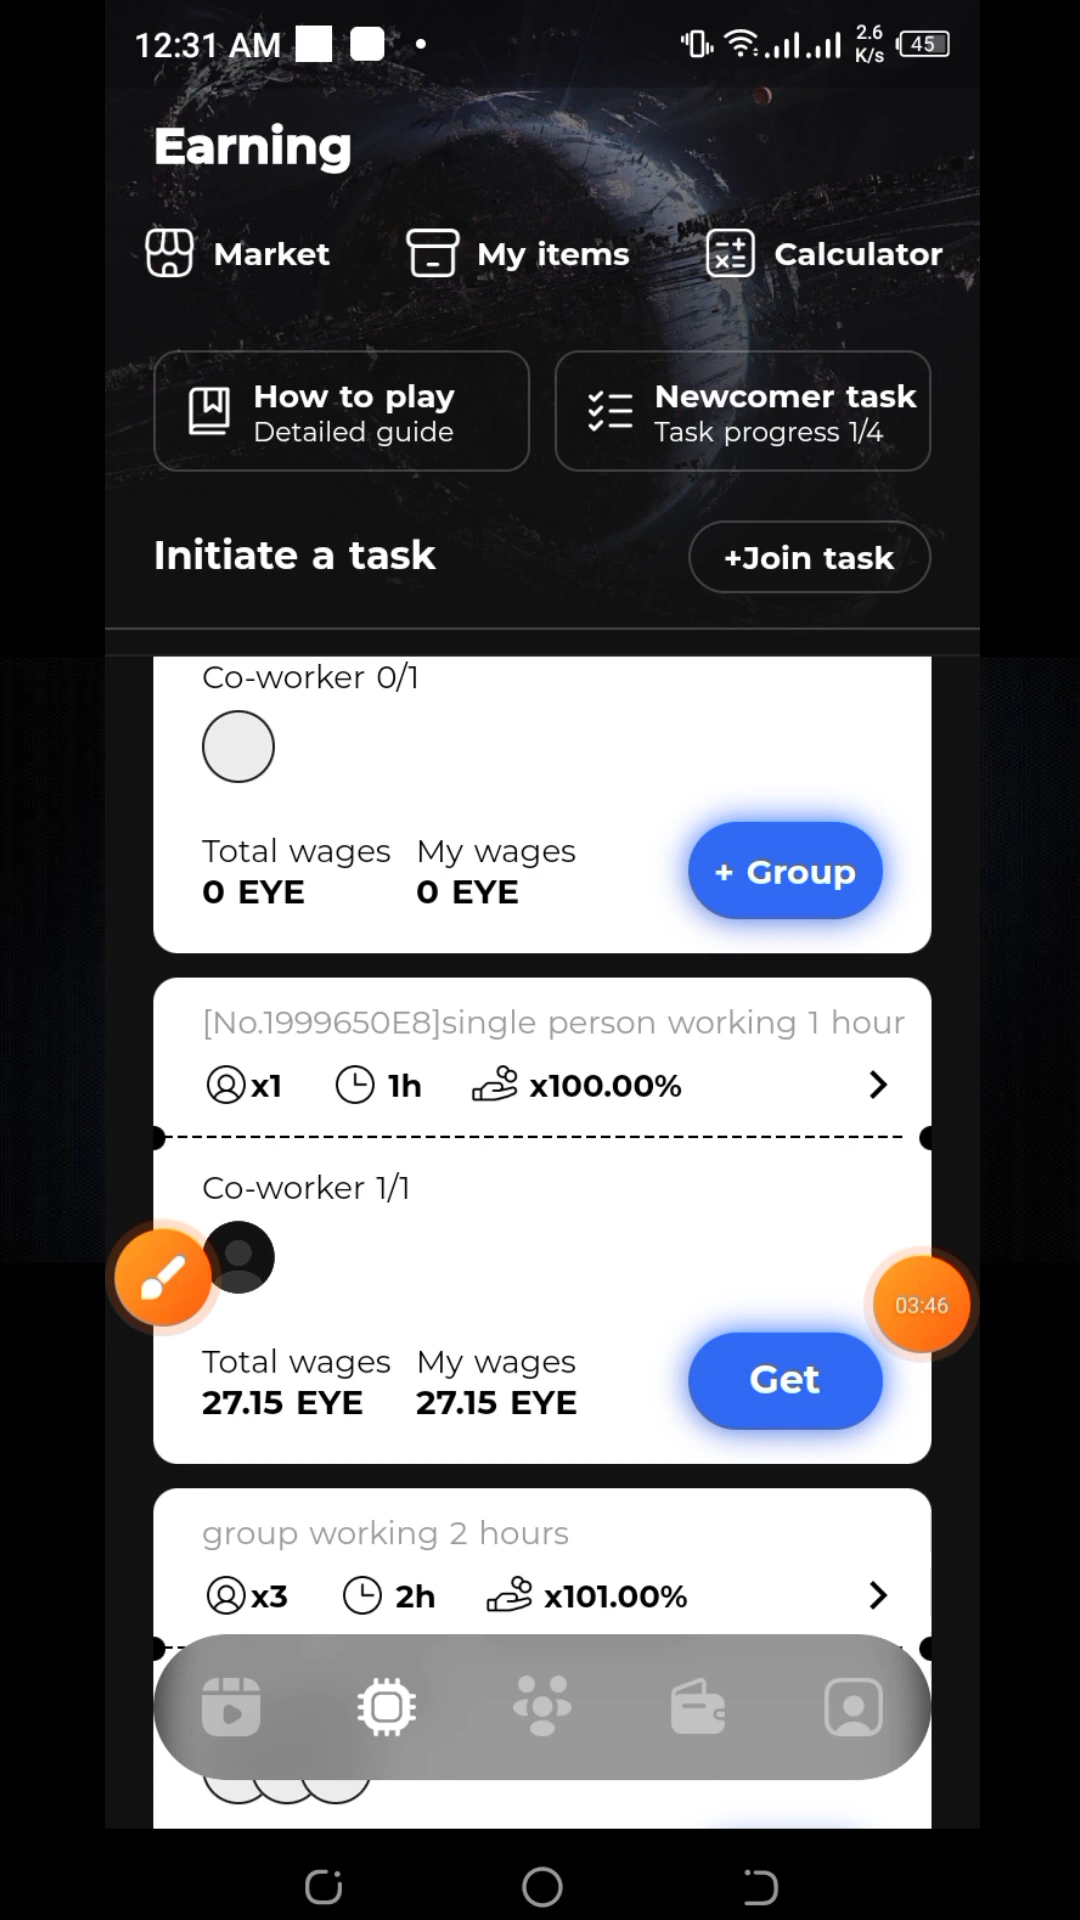 12:31 AM
2.6
K/s
45
Earning
Market
My items
Calculator
How to play
Detailed guide
Newcomer task
Task progress 1/4
Initiate a task
+Join task
Co-worker 0/1
Total wages
My wages
0 EYE
0 EYE
+ Group
[No.1999650E8]single person working 1 hour
x1
1h
x100.00%
Co-worker 1/1
03:46
Total wages
My wages
27.15 EYE
27.15 EYE
Get
group working 2 hours
x3
2h
x101.00%